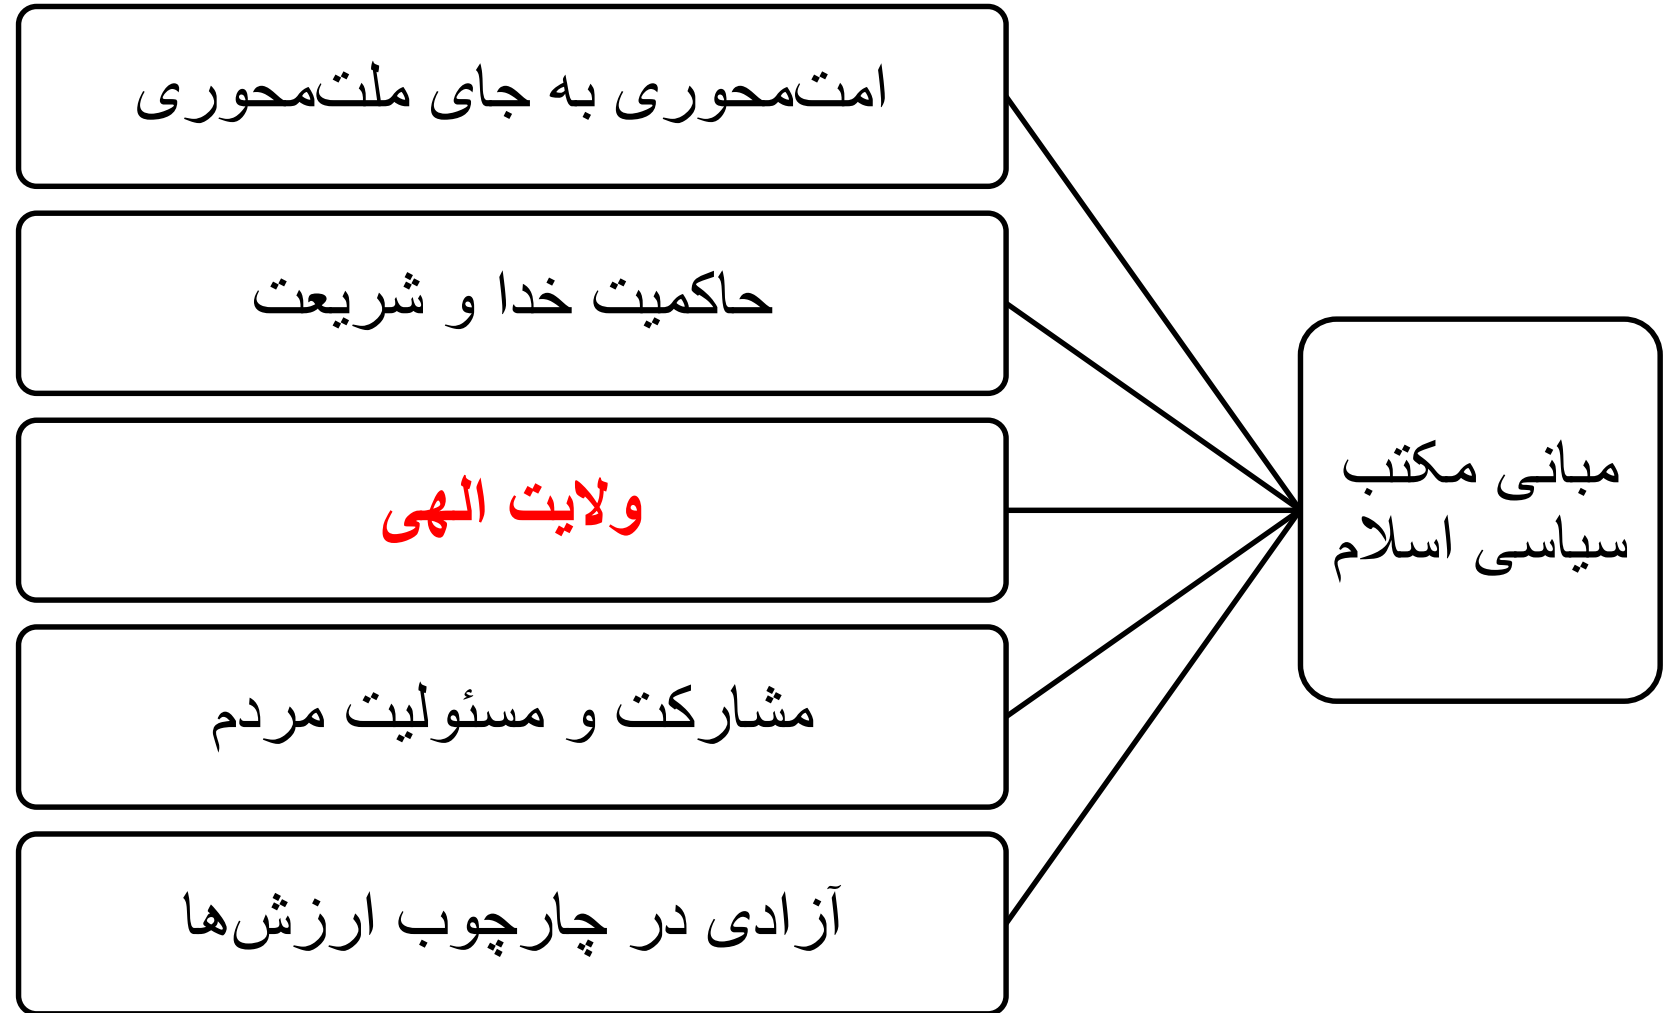 مبانی مکتب
سیاسی اسلام
امت‌محوری به جای ملت‌محوری
حاکمیت خدا و شریعت
ولایت الهی
مشارکت و مسئولیت مردم
آزادی در چارچوب ارزش‌ها